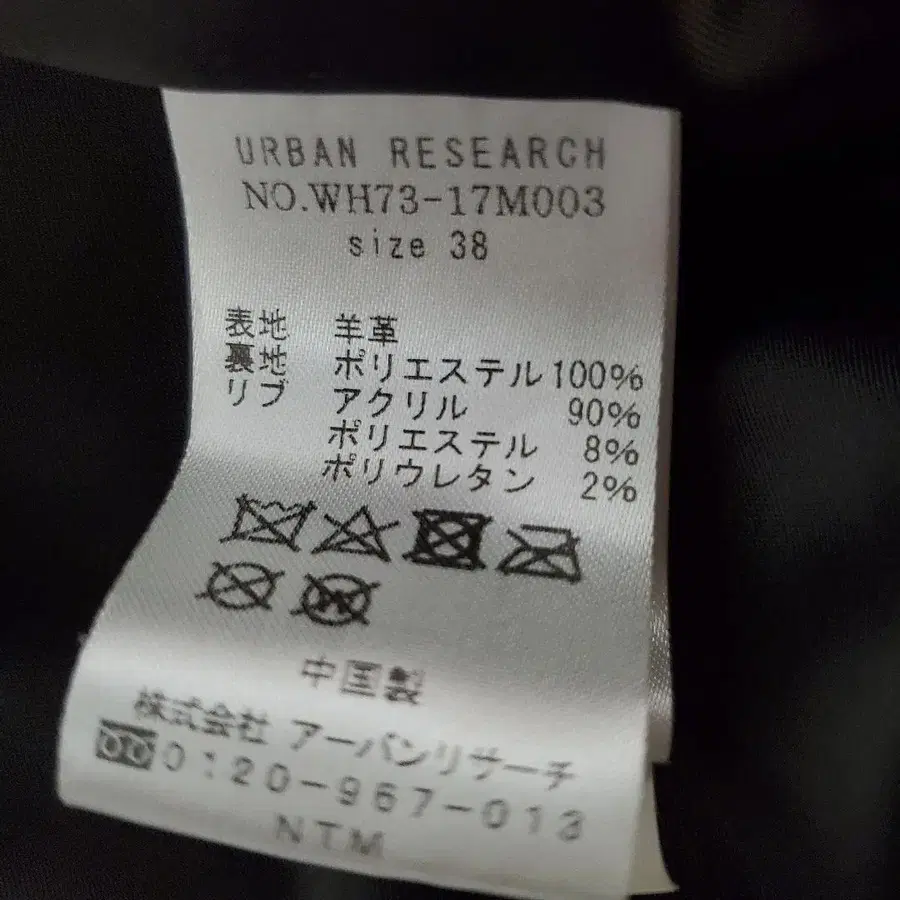 URBAN RESEARCH
NO.WH73-17M003
size 38
表地 羊革
裏地 ポリエステル 100%
リブ アクリル 90%
ポリエステル 8%
ポリウレタン 2%
中国製
株式会社 アーバンリサーチ
0120-967-013
NTM